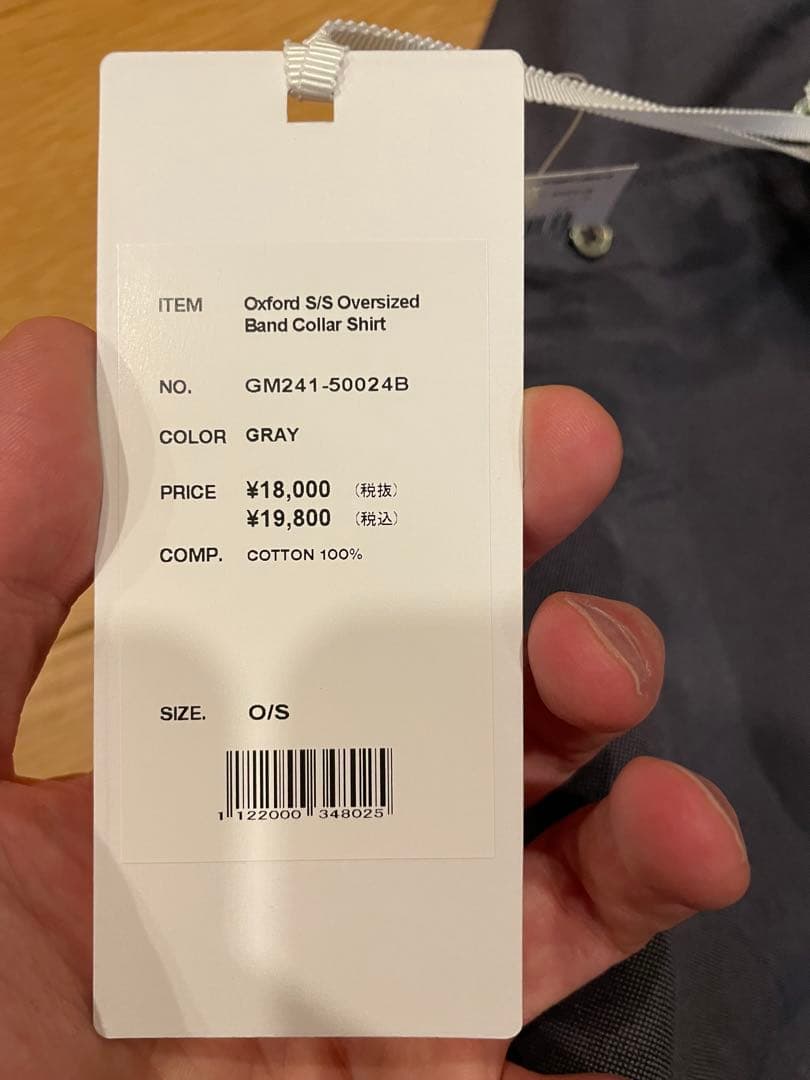 ITEM Oxford S/S Oversized
Band Collar Shirt
NO. GM241-50024B
COLOR GRAY
PRICE ¥18,000 (税抜)
¥19,800 (税込)
COMP. COTTON 100%
SIZE. O/S
1 122000 348025